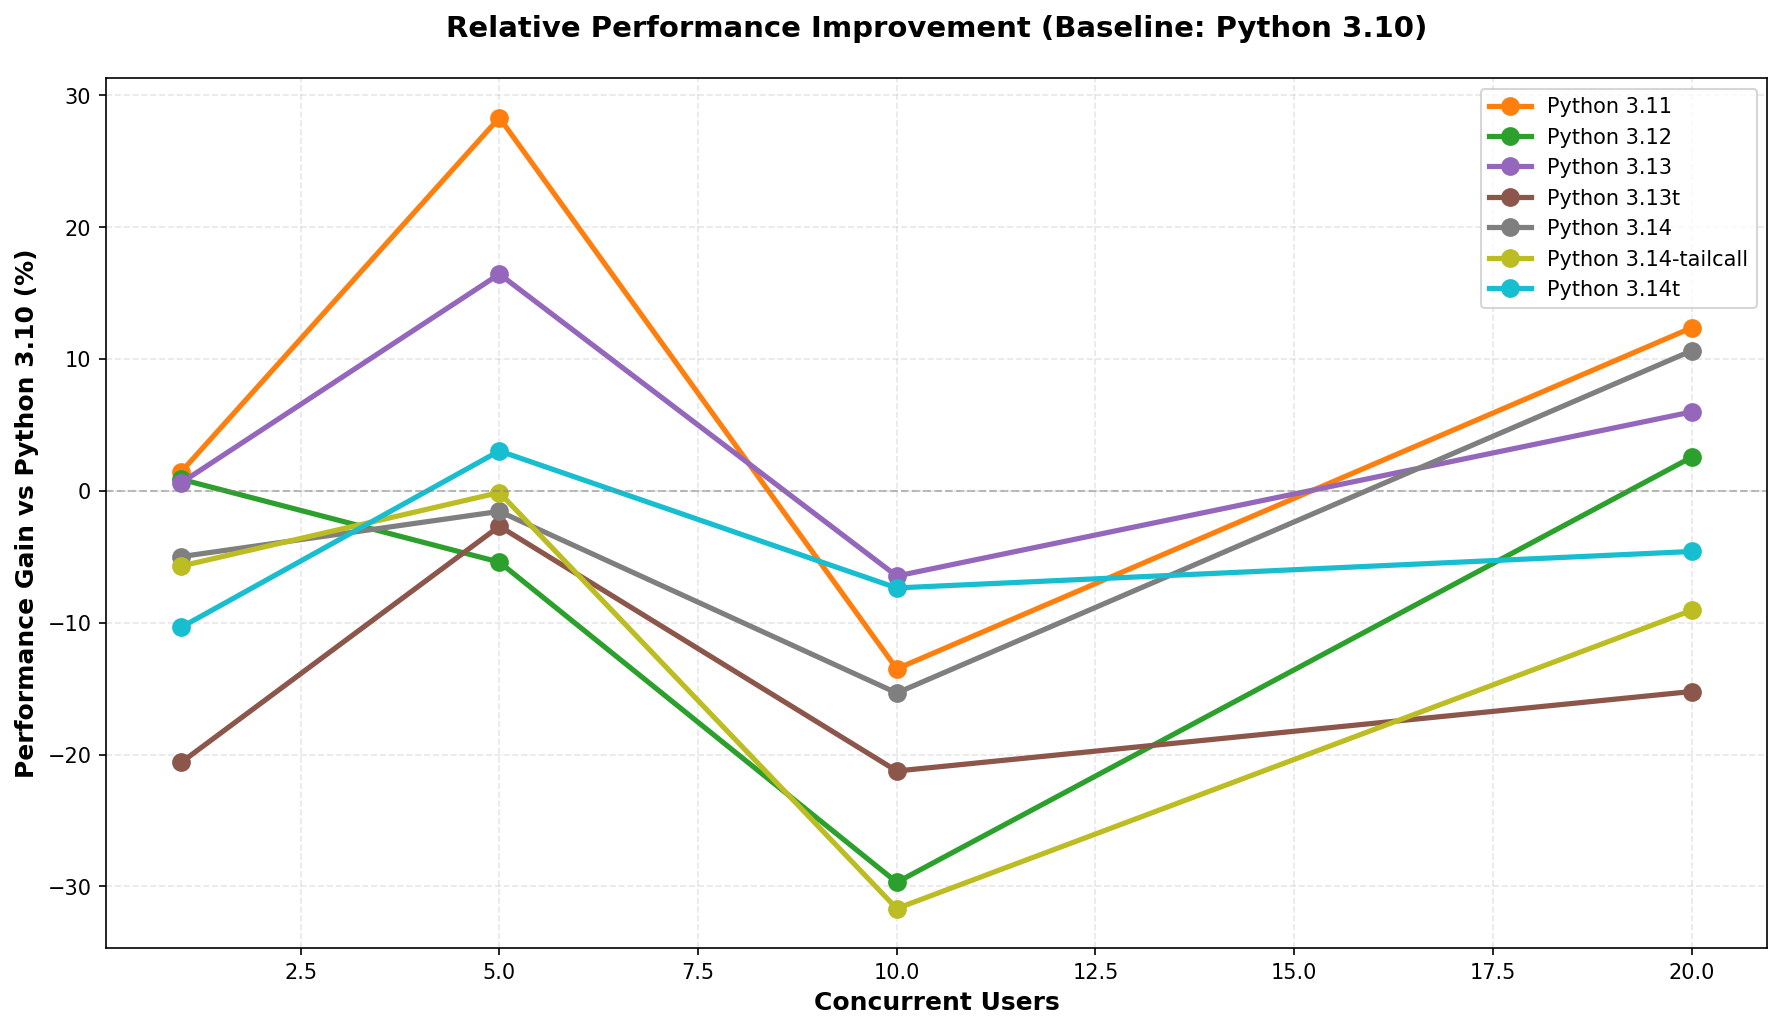 Relative Performance Improvement (Baseline: Python 3.10)
Performance Gain vs Python 3.10 (%)
30
20
10
0
−10
−20
−30
Python 3.11
Python 3.12
Python 3.13
Python 3.13t
Python 3.14
Python 3.14-tailcall
Python 3.14t
2.5
5.0
7.5
10.0
12.5
15.0
17.5
20.0
Concurrent Users